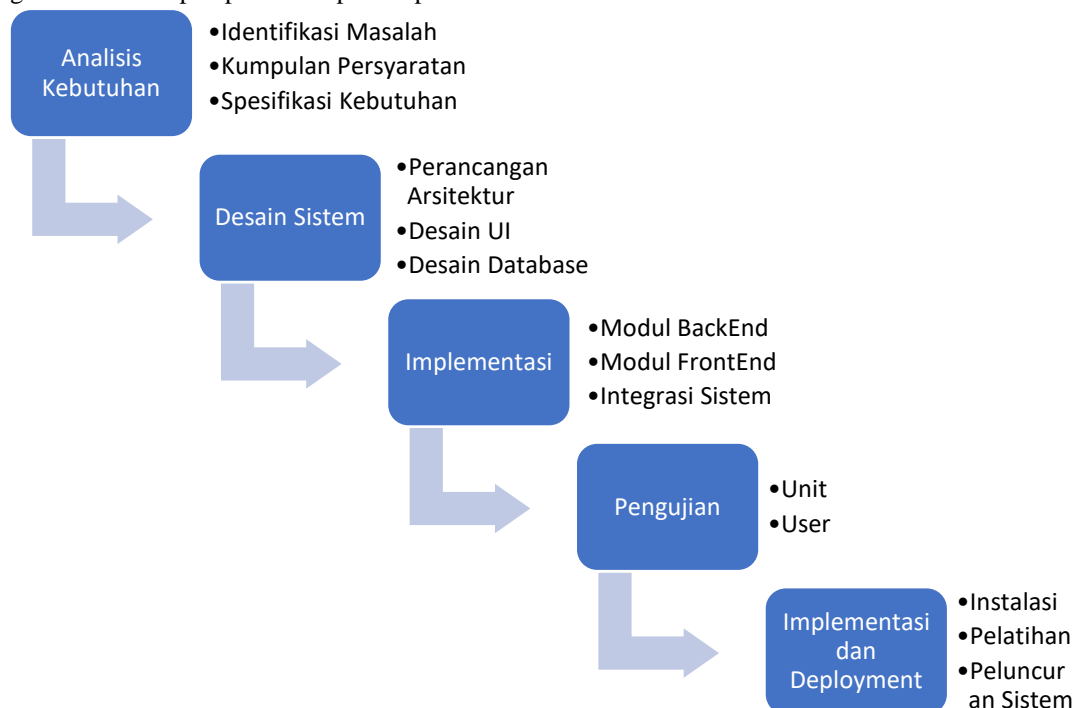 Analisis
Kebutuhan
•Identifikasi Masalah
•Kumpulan Persyaratan
•Spesifikasi Kebutuhan
Desain Sistem
•Perancangan
Arsitektur
•Desain UI
•Desain Database
Implementasi
•Modul BackEnd
•Modul FrontEnd
•Integrasi Sistem
Pengujian
•Unit
•User
Implementasi
dan
Deployment
•Instalasi
•Pelatihan
•Peluncur
an Sistem